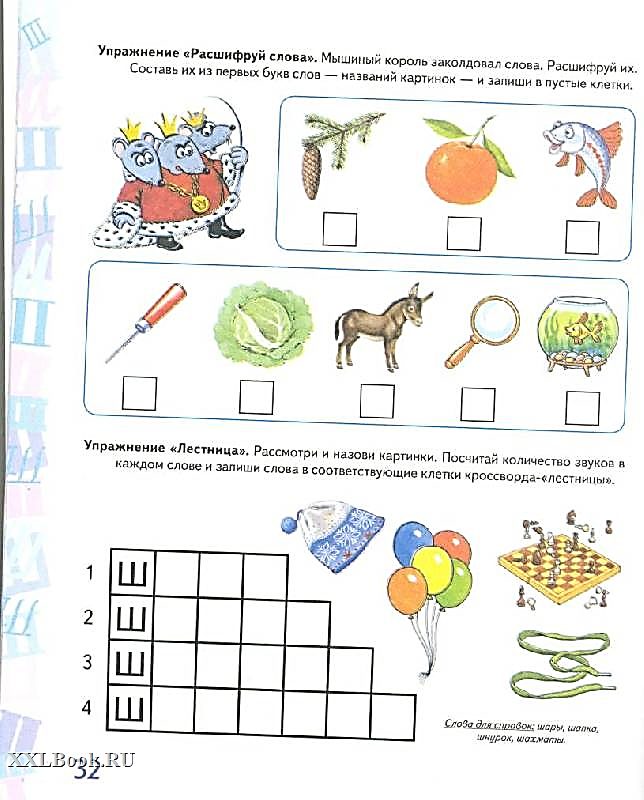 Упражнение «Расшифруй слова». Мышиный король заколдовал слова. Расшифруй их.
Составь их из первых букв слов — названий картинок — и запиши в пустые клетки.
Упражнение «Лестница». Рассмотри и назови картинки. Посчитай количество звуков в
каждом слове и запиши слова в соответствующие клетки кроссворда-«лестницы».
1 Ш
2 Ш
3 Ш
4 Ш
Слова для справок: шары, шапка,
шнурок, шахматы.
XXLBook.RU
32